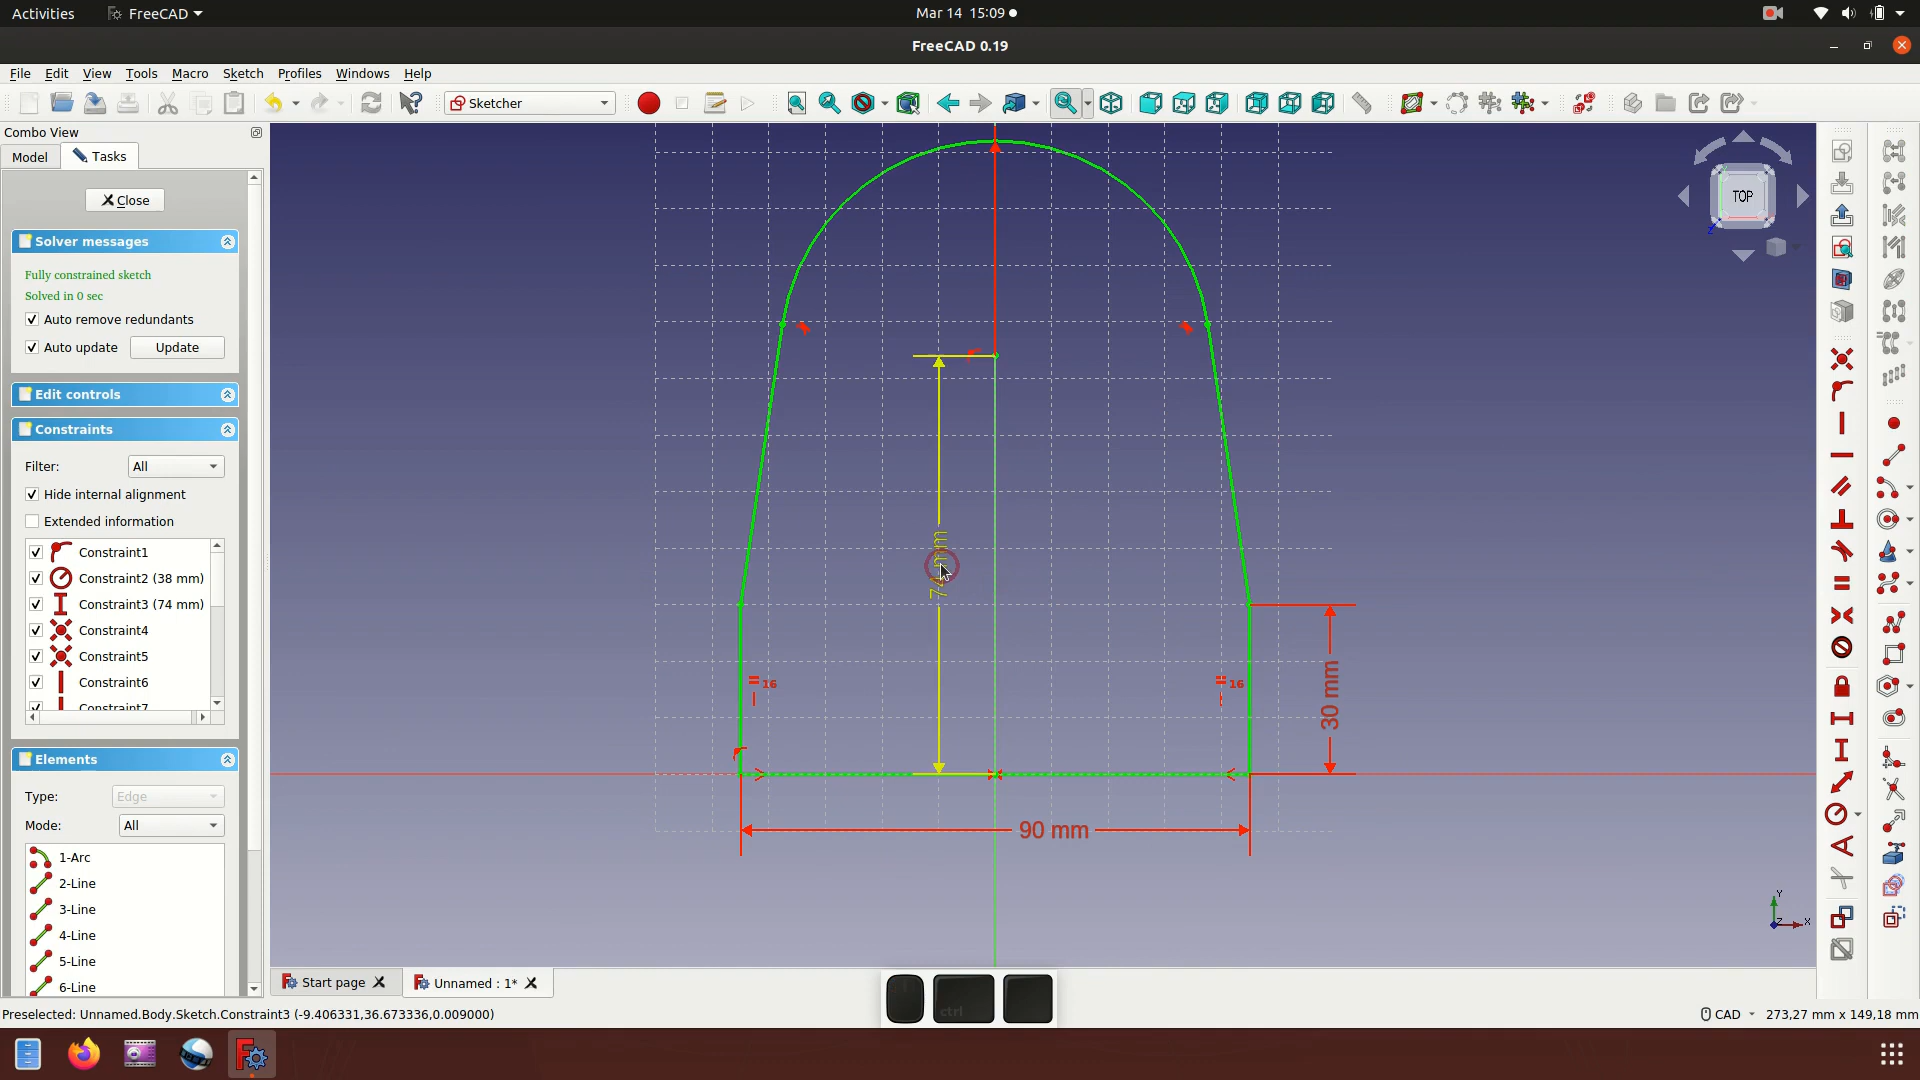 Activities
FreeCAD
Mar 14 15:09
FreeCAD 0.19
File Edit View Tools Macro Sketch Profiles Windows Help
Sketcher
Combo View
Model
Tasks
Close
Solver messages
Fully constrained sketch
Solved in 0 sec
Auto remove redundants
Auto update
Update
Edit controls
Constraints
Filter:
All
Hide internal alignment
Extended information
Constraint1
Constraint2 (38 mm)
Constraint3 (74 mm)
Constraint4
Constraint5
Constraint6
Constraint7
Elements
Type:
Edge
Mode:
All
1-Arc
2-Line
3-Line
4-Line
5-Line
6-Line
TOP
74 mm
16
16
30 mm
90 mm
Y
Z
X
Start page
Unnamed : 1*
ctrl
Preselected: Unnamed.Body.Sketch.Constraint3 (-9.406331,36.673336,0.009000)
CAD
273,27 mm x 149,18 mm